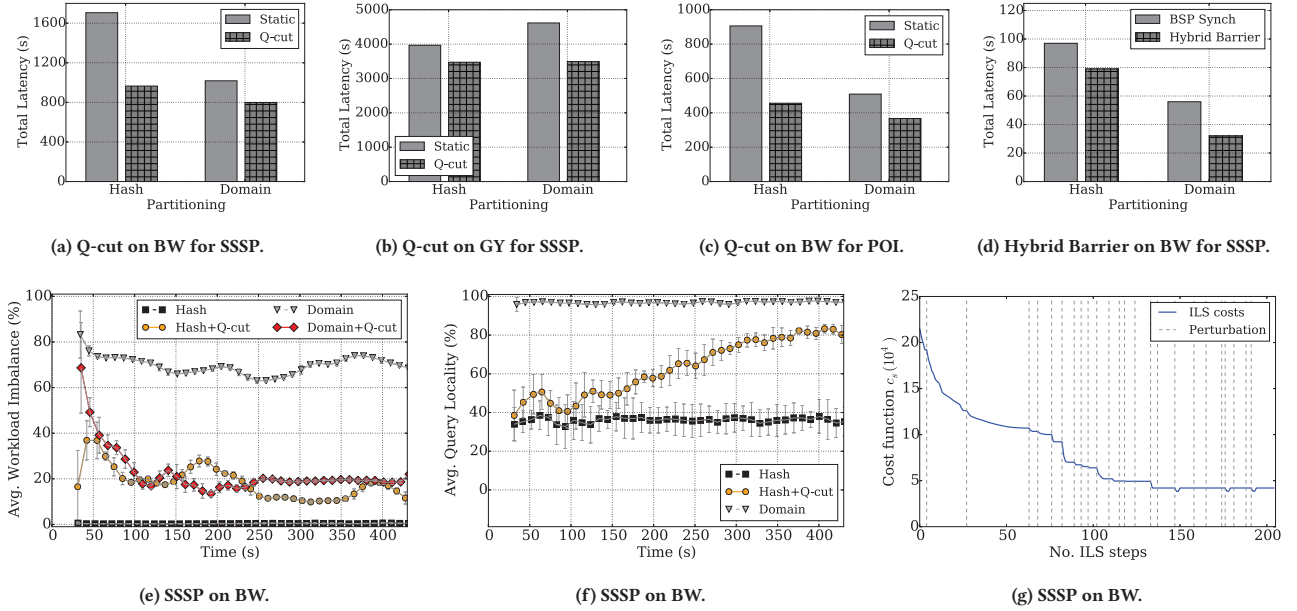 Total Latency (s)
1600
1200
800
400
0
Static
Q-cut
Hash
Domain
Partitioning
(a) Q-cut on BW for SSSP.
Total Latency (s)
5000
4000
3000
2000
1000
0
Static
Q-cut
Hash
Domain
Partitioning
(b) Q-cut on GY for SSSP.
Total Latency (s)
1000
800
600
400
200
0
Static
Q-cut
Hash
Domain
Partitioning
(c) Q-cut on BW for POI.
Total Latency (s)
120
100
80
60
40
20
0
BSP Synch
Hybrid Barrier
Hash
Domain
Partitioning
(d) Hybrid Barrier on BW for SSSP.
Avg. Workload Imbalance (%)
100
80
60
40
20
0
Hash
Hash+Q-cut
Domain
Domain+Q-cut
0 50 100 150 200 250 300 350 400
Time (s)
(e) SSSP on BW.
Avg. Query Locality (%)
100
80
60
40
20
0
Hash
Hash+Q-cut
Domain
0 50 100 150 200 250 300 350 400
Time (s)
(f) SSSP on BW.
Cost function c_s (10^4)
25
20
15
10
5
0
ILS costs
Perturbation
0 50 100 150 200
No. ILS steps
(g) SSSP on BW.